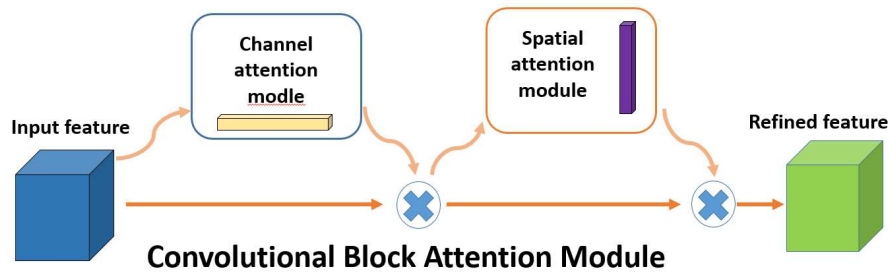 Channel
attention
modle
Spatial
attention
module
Input feature
Refined feature
Convolutional Block Attention Module